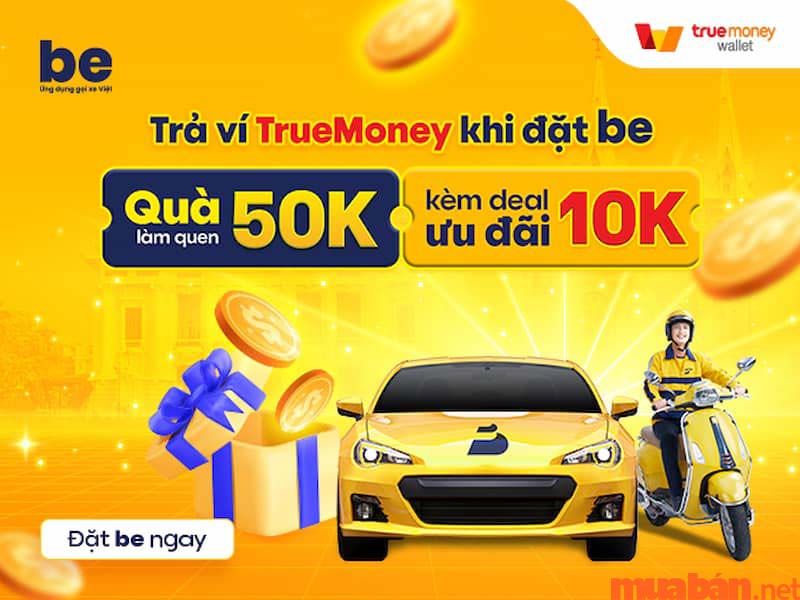 be
Ứng dụng gọi xe Việt
truemoney
wallet
Trả ví TrueMoney khi đặt be
Quà
làm quen
50K
kèm deal
ưu đãi
10K
Đặt be ngay
muaban.net